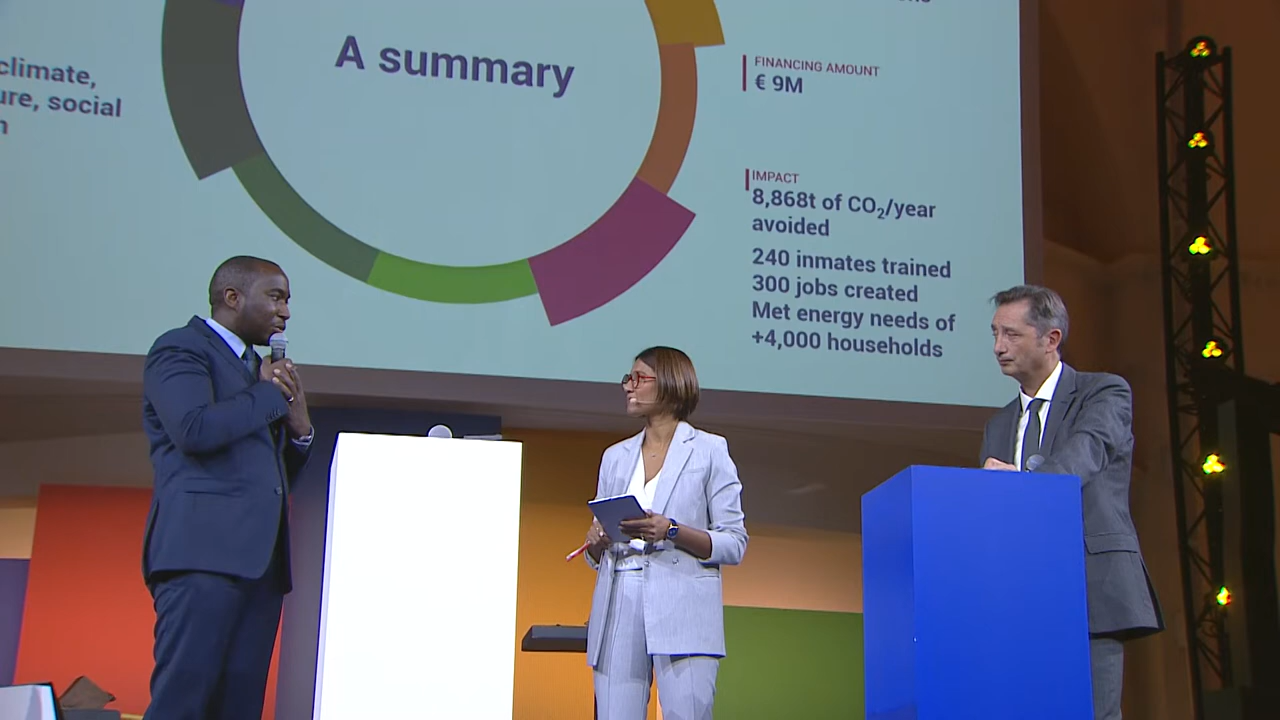 climate,
social
A summary
FINANCING AMOUNT
€ 9M
IMPACT
8,868t of CO₂/year
avoided
240 inmates trained
300 jobs created
Met energy needs of
+4,000 households